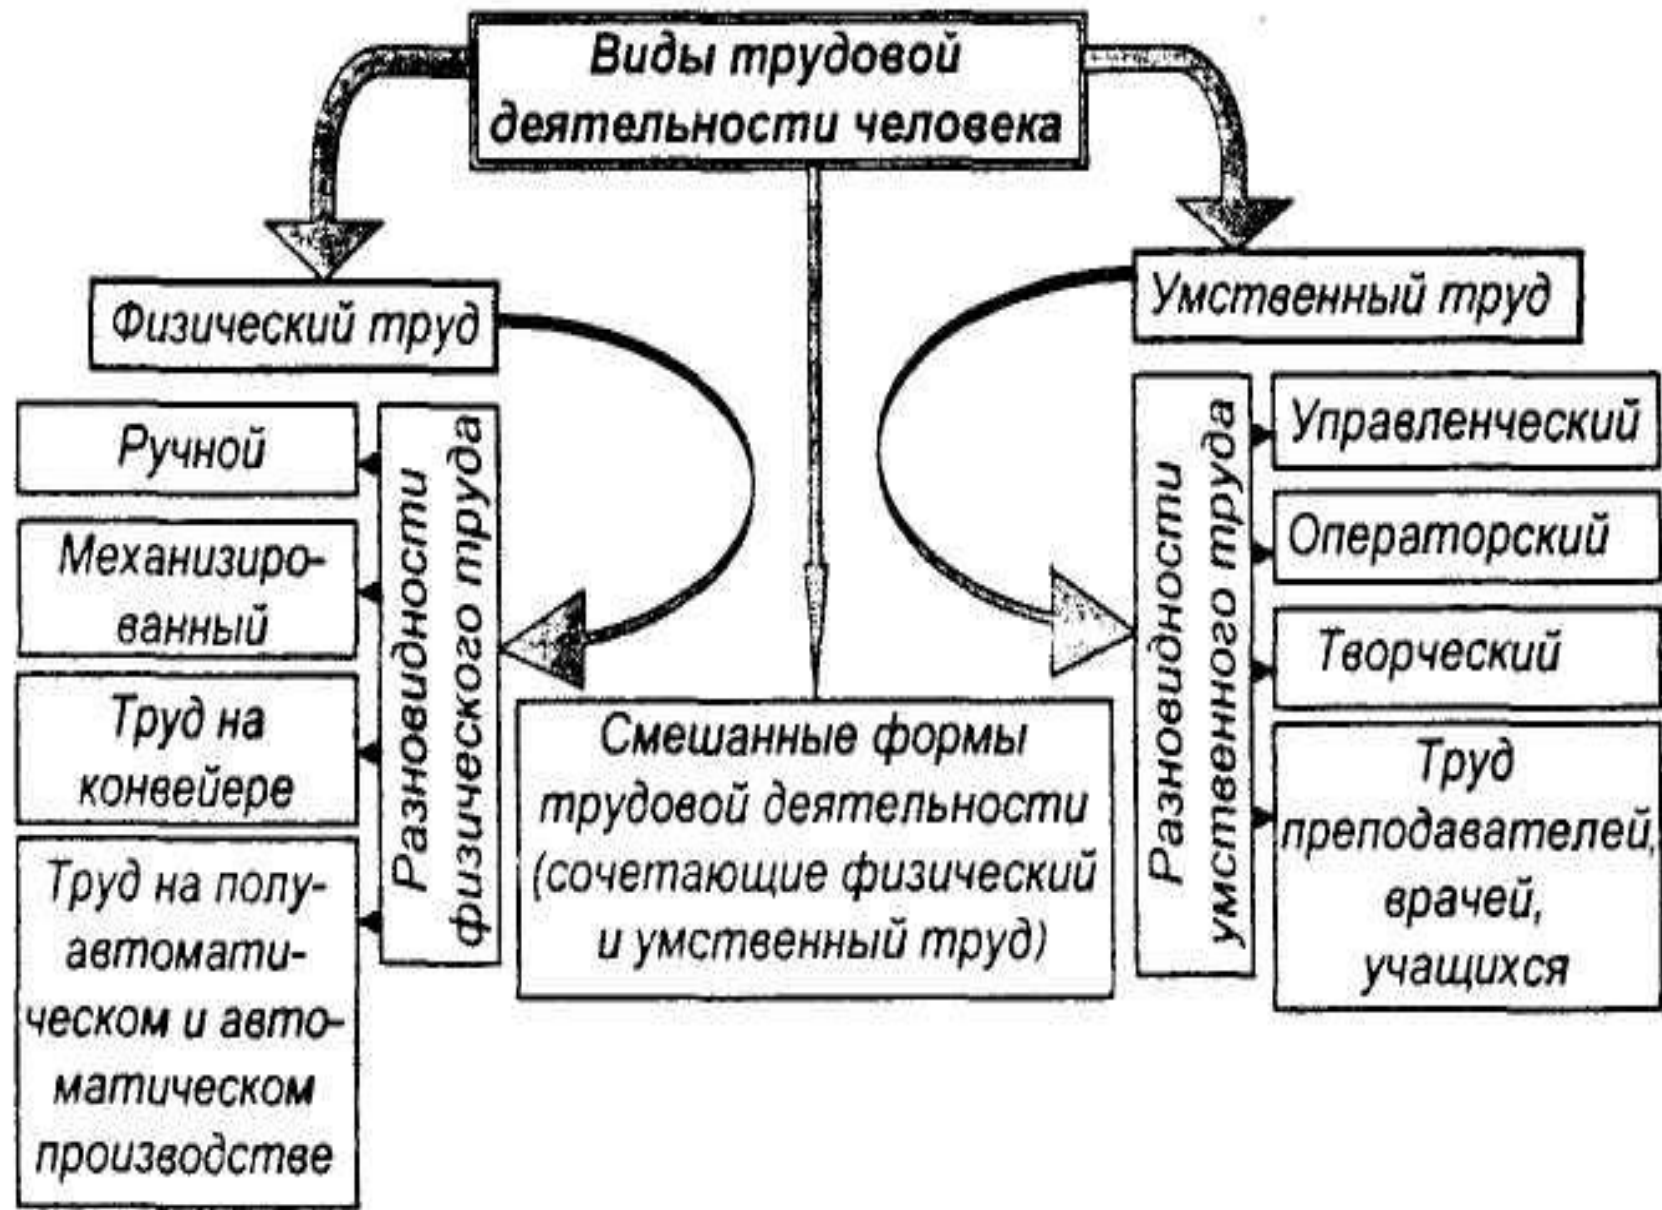 Виды трудовой
деятельности человека
Физический труд
Умственный труд
Ручной
Механизиро-
ванный
Труд на
конвейере
Труд на полу-
автомати-
ческом и авто-
матическом
производстве
Разновидности
физического труда
Смешанные формы
трудовой деятельности
(сочетающие физический
и умственный труд)
Разновидности
умственного труда
Управленческий
Операторский
Творческий
Труд
преподавателей,
врачей,
учащихся